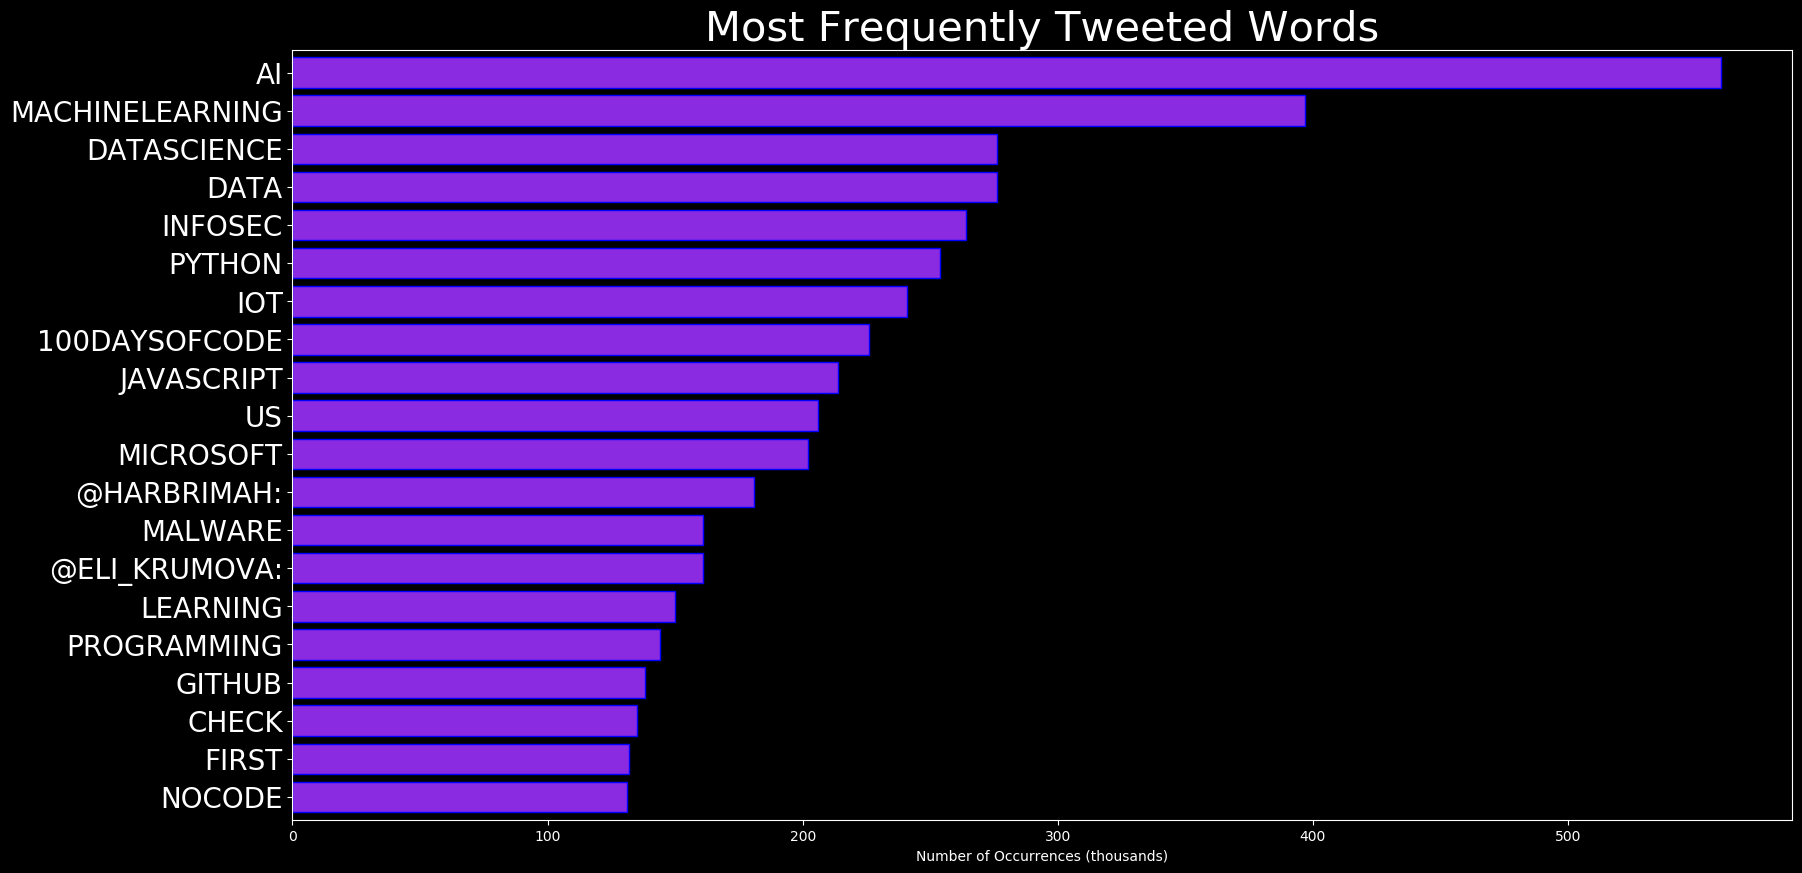 Most Frequently Tweeted Words
AI
MACHINELEARNING
DATASCIENCE
DATA
INFOSEC
PYTHON
IOT
100DAYSOFCODE
JAVASCRIPT
US
MICROSOFT
@HARBRIMAH:
MALWARE
@ELI_KRUMOVA:
LEARNING
PROGRAMMING
GITHUB
CHECK
FIRST
NOCODE
0 100 200 300 400 500
Number of Occurrences (thousands)